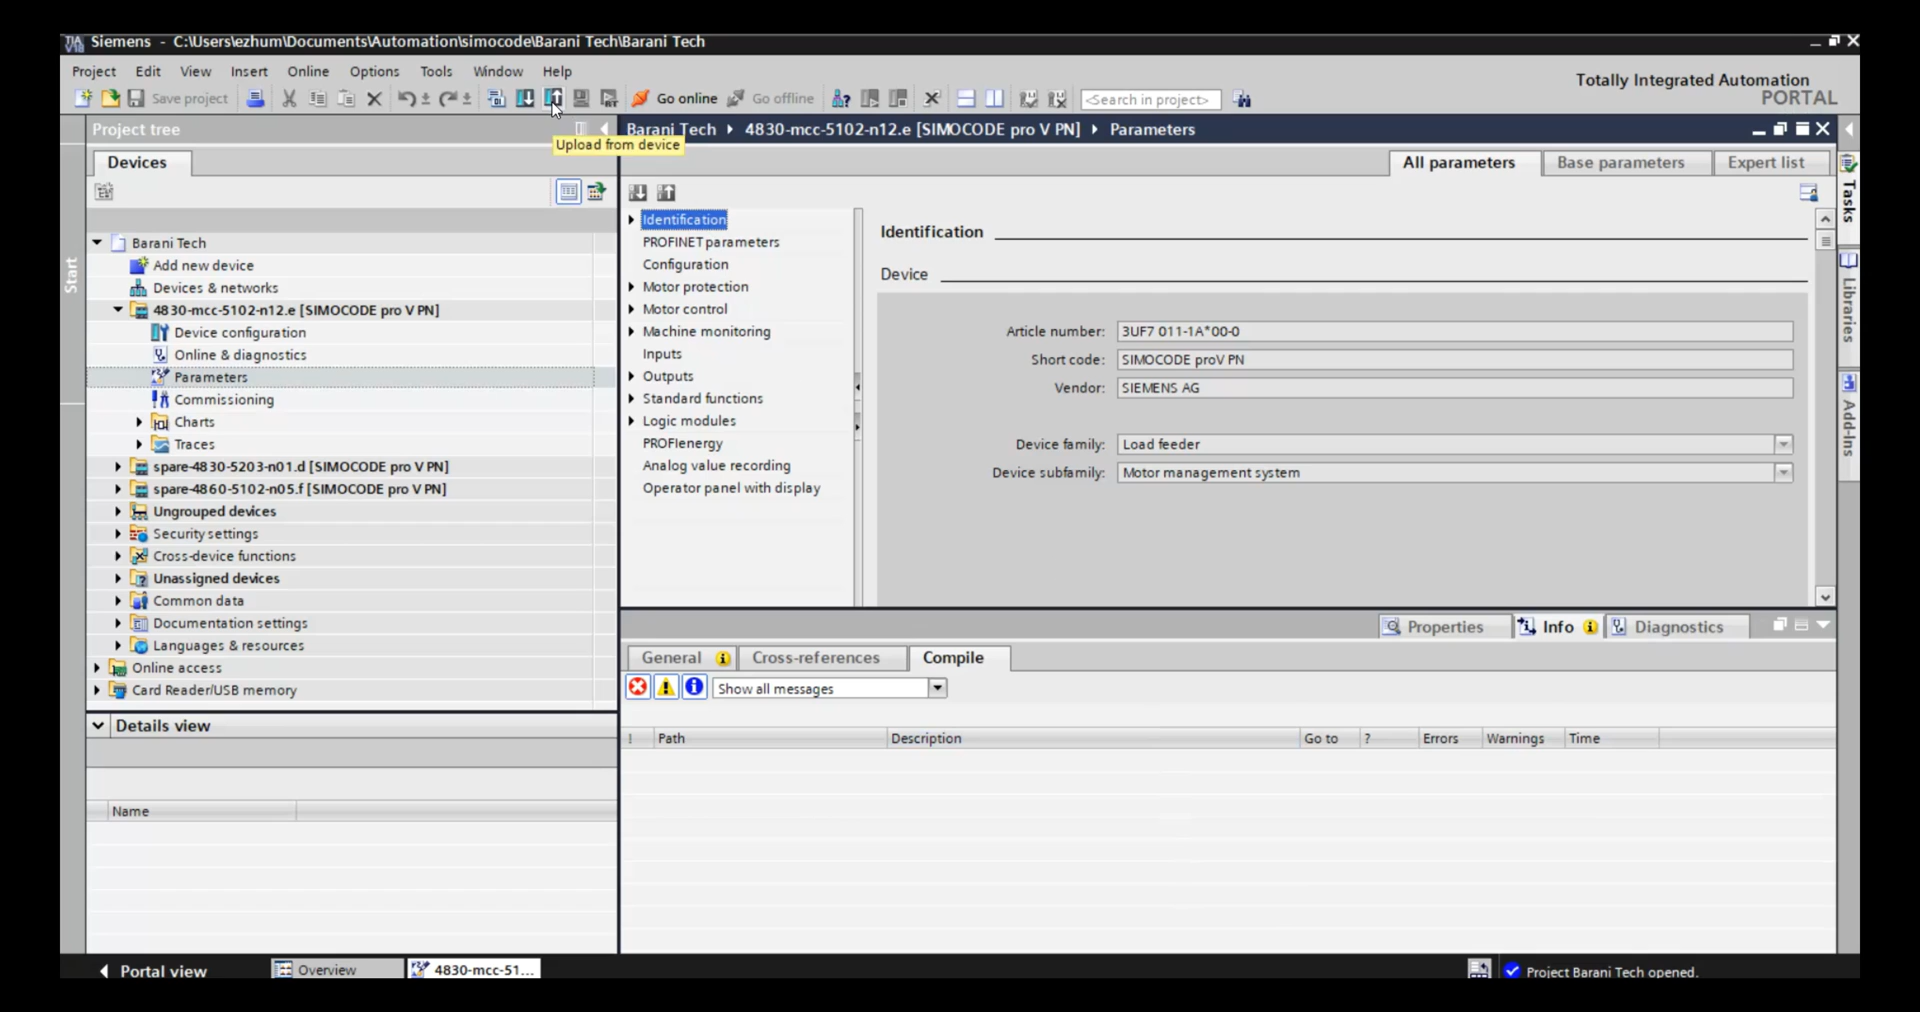 Siemens - C:\Users\ezhum\Documents\Automation\simocode\Barani Tech\Barani Tech
Project Edit View Insert Online Options Tools Window Help
Totally Integrated Automation
PORTAL
Save project
Go online
Go offline
<Search in project>
Upload from device
Project tree
Barani Tech 4830-mcc-5102-n12.e [SIMOCODE pro V PN] Parameters
Devices
All parameters Base parameters Expert list
Start
Barani Tech
Add new device
Devices & networks
4830-mcc-5102-n12.e [SIMOCODE pro V PN]
Device configuration
Online & diagnostics
Parameters
Commissioning
Charts
Traces
spare-4830-5203-n01.d [SIMOCODE pro V PN]
spare-4860-5102-n05.f [SIMOCODE pro V PN]
Ungrouped devices
Security settings
Cross-device functions
Unassigned devices
Common data
Documentation settings
Languages & resources
Online access
Card Reader/USB memory
Details view
Name
Identification
PROFINET parameters
Configuration
Motor protection
Motor control
Machine monitoring
Inputs
Outputs
Standard functions
Logic modules
PROFIenergy
Analog value recording
Operator panel with display
Identification
Device
Article number: 3UF7 011-1A*00-0
Short code: SIMOCODE proV PN
Vendor: SIEMENS AG
Device family: Load feeder
Device subfamily: Motor management system
Tasks
Libraries
Add-Ins
Properties Info Diagnostics
General Cross-references Compile
Show all messages
! Path Description Go to ? Errors Warnings Time
Portal view Overview 4830-mcc-51... Project Barani Tech opened.